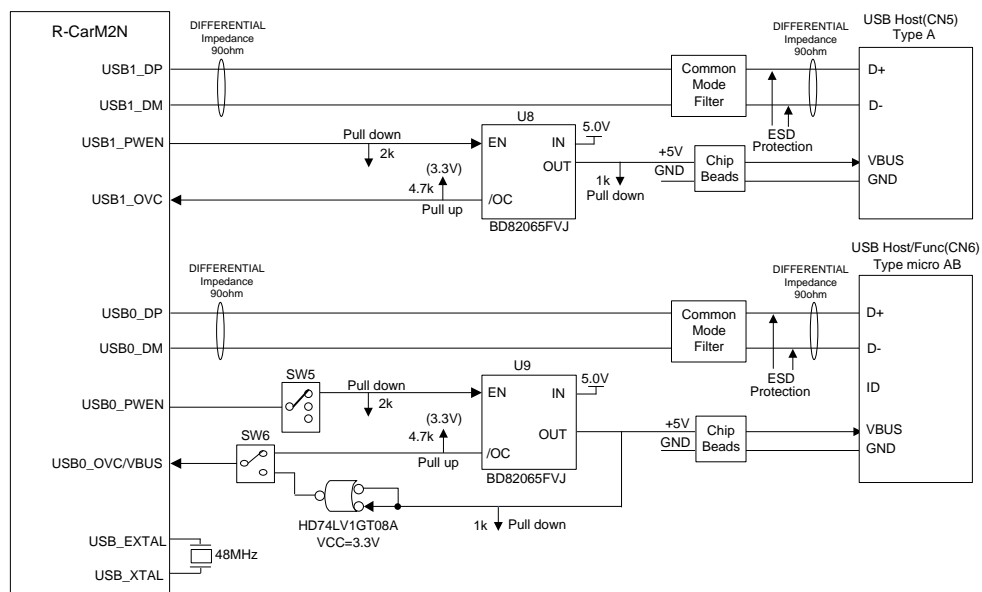 R-CarM2N
DIFFERENTIAL
Impedance
90ohm
DIFFERENTIAL
Impedance
90ohm
USB Host(CN5)
Type A
USB1_DP
Common
Mode
Filter
D+
USB1_DM
D-
ESD
Protection
U8
USB1_PWEN
Pull down
2k
EN
IN
5.0V
OUT
+5V
GND
Chip
Beads
VBUS
GND
1k
Pull down
USB1_OVC
(3.3V)
4.7k
Pull up
/OC
BD82065FVJ
USB Host/Func(CN6)
Type micro AB
DIFFERENTIAL
Impedance
90ohm
DIFFERENTIAL
Impedance
90ohm
USB0_DP
Common
Mode
Filter
D+
USB0_DM
D-
ESD
Protection
ID
U9
SW5
USB0_PWEN
Pull down
2k
EN
IN
5.0V
OUT
+5V
GND
Chip
Beads
VBUS
GND
SW6
USB0_OVC/VBUS
(3.3V)
4.7k
Pull up
/OC
BD82065FVJ
HD74LV1GT08A
VCC=3.3V
1k
Pull down
USB_EXTAL
48MHz
USB_XTAL